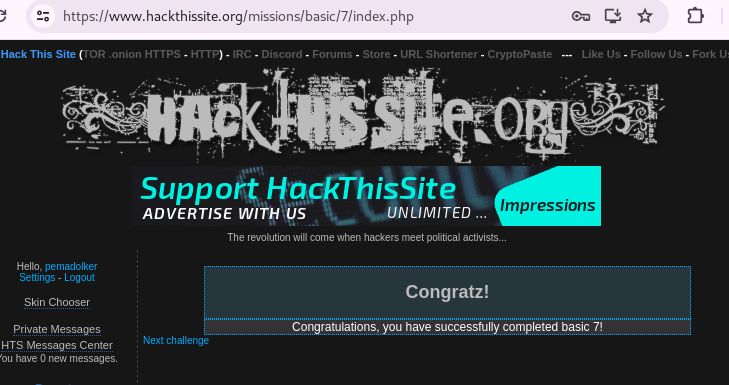 https://www.hackthissite.org/missions/basic/7/index.php
Hack This Site (TOR .onion HTTPS - HTTP) - IRC - Discord - Forums - Store - URL Shortener - CryptoPaste --- Like Us - Follow Us - Fork
HAckthisSite.org
Support HackThisSite
ADVERTISE WITH US UNLIMITED ... Impressions
The revolution will come when hackers meet political activists...
Hello, pemadolker
Settings - Logout
Skin Chooser
Private Messages
HTS Messages Center
You have 0 new messages.
Congratz!
Congratulations, you have successfully completed basic 7!
Next challenge